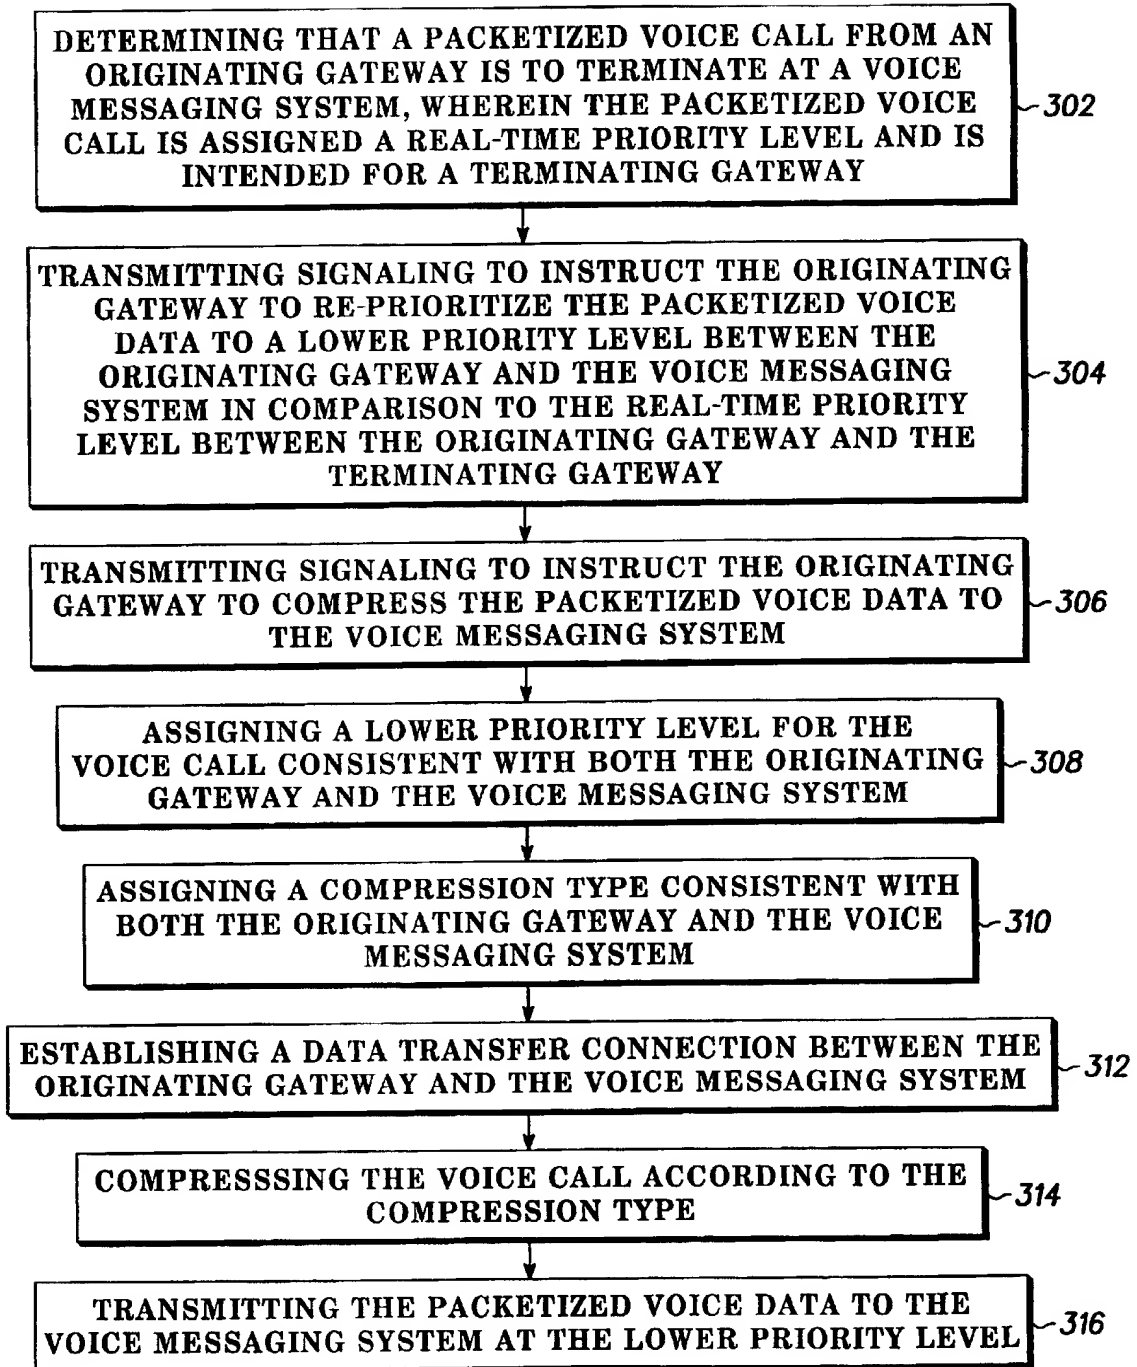 DETERMINING THAT A PACKETIZED VOICE CALL FROM AN
ORIGINATING GATEWAY IS TO TERMINATE AT A VOICE
MESSAGING SYSTEM, WHEREIN THE PACKETIZED VOICE
CALL IS ASSIGNED A REAL-TIME PRIORITY LEVEL AND IS
INTENDED FOR A TERMINATING GATEWAY
302
TRANSMITTING SIGNALING TO INSTRUCT THE ORIGINATING
GATEWAY TO RE-PRIORITIZE THE PACKETIZED VOICE
DATA TO A LOWER PRIORITY LEVEL BETWEEN THE
ORIGINATING GATEWAY AND THE VOICE MESSAGING
SYSTEM IN COMPARISON TO THE REAL-TIME PRIORITY
LEVEL BETWEEN THE ORIGINATING GATEWAY AND THE
TERMINATING GATEWAY
304
TRANSMITTING SIGNALING TO INSTRUCT THE ORIGINATING
GATEWAY TO COMPRESS THE PACKETIZED VOICE DATA TO
THE VOICE MESSAGING SYSTEM
306
ASSIGNING A LOWER PRIORITY LEVEL FOR THE
VOICE CALL CONSISTENT WITH BOTH THE ORIGINATING
GATEWAY AND THE VOICE MESSAGING SYSTEM
308
ASSIGNING A COMPRESSION TYPE CONSISTENT WITH
BOTH THE ORIGINATING GATEWAY AND THE VOICE
MESSAGING SYSTEM
310
ESTABLISHING A DATA TRANSFER CONNECTION BETWEEN THE
ORIGINATING GATEWAY AND THE VOICE MESSAGING SYSTEM
312
COMPRESSSING THE VOICE CALL ACCORDING TO THE
COMPRESSION TYPE
314
TRANSMITTING THE PACKETIZED VOICE DATA TO THE
VOICE MESSAGING SYSTEM AT THE LOWER PRIORITY LEVEL
316